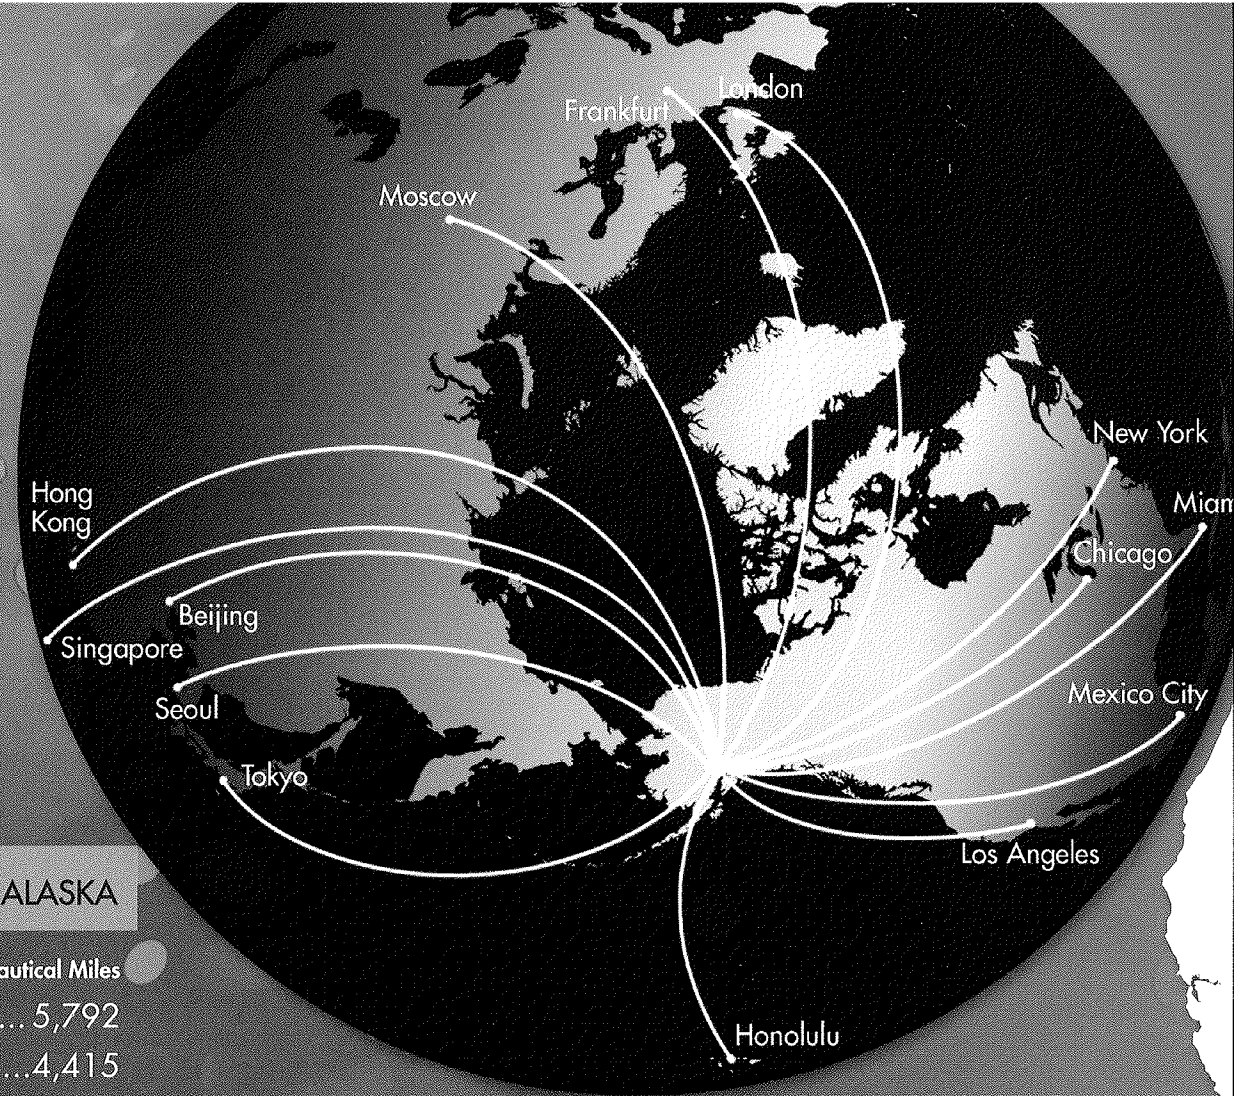 London
Frankfurt
Moscow
New York
Hong
Kong
Miam
Chicago
Beijing
Singapore
Mexico City
Seoul
Tokyo
Los Angeles
ALASKA
autical Miles
... 5,792
...4,415
Honolulu